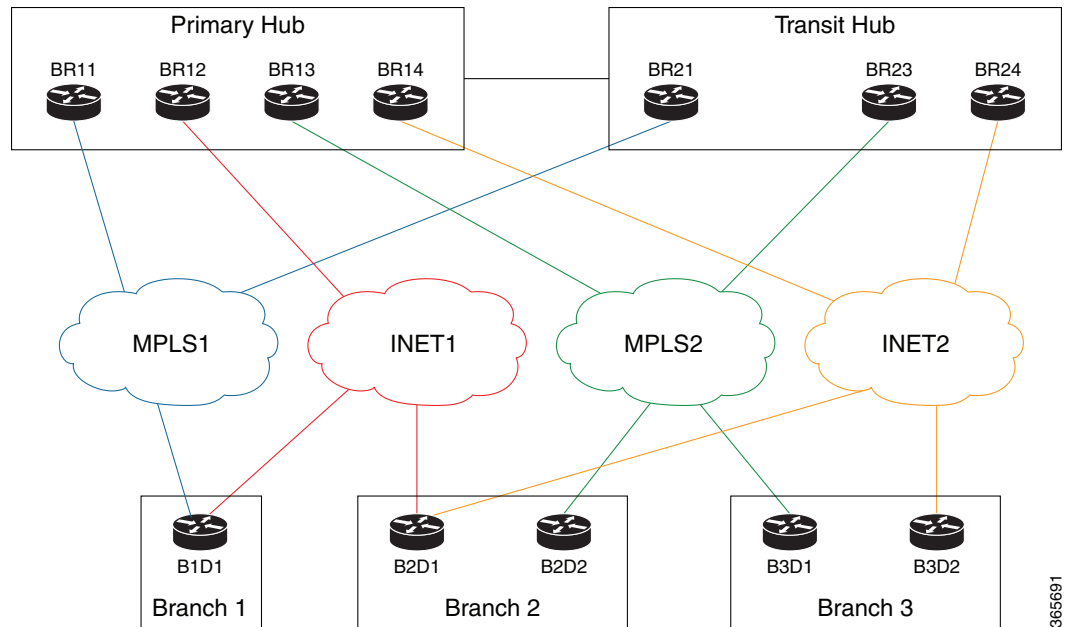 Primary Hub
Transit Hub
BR11 BR12 BR13 BR14 BR21 BR23 BR24
MPLS1 INET1 MPLS2 INET2
B1D1 B2D1 B2D2 B3D1 B3D2
Branch 1 Branch 2 Branch 3
365691